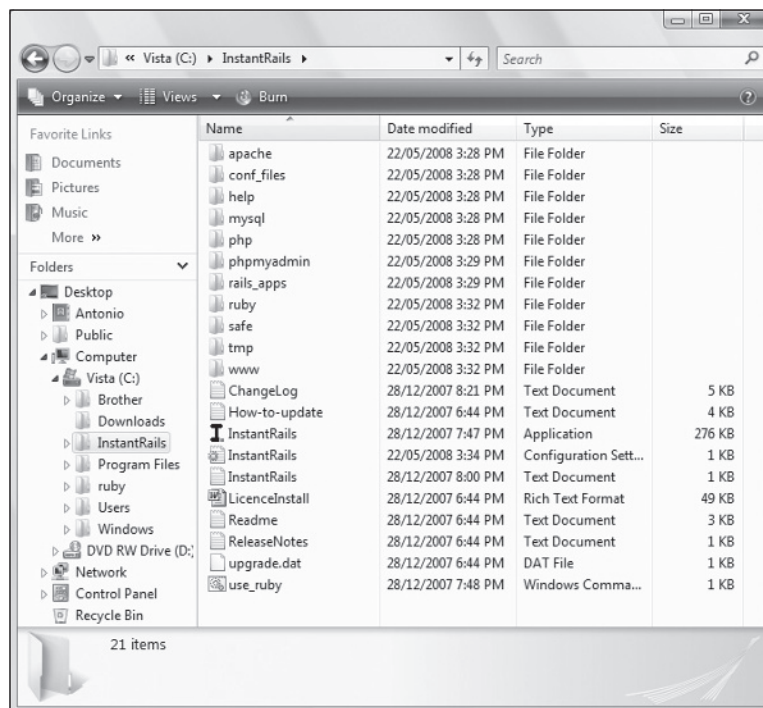 « Vista (C:) ▸ InstantRails ▸ Search
Organize Views Burn
Favorite Links
Documents
Pictures
Music
More »
Folders
Desktop
Antonio
Public
Computer
Vista (C:)
Brother
Downloads
InstantRails
Program Files
ruby
Users
Windows
DVD RW Drive (D:)
Network
Control Panel
Recycle Bin
Name Date modified Type Size
apache 22/05/2008 3:28 PM File Folder
conf_files 22/05/2008 3:28 PM File Folder
help 22/05/2008 3:28 PM File Folder
mysql 22/05/2008 3:28 PM File Folder
php 22/05/2008 3:28 PM File Folder
phpmyadmin 22/05/2008 3:29 PM File Folder
rails_apps 22/05/2008 3:29 PM File Folder
ruby 22/05/2008 3:32 PM File Folder
safe 22/05/2008 3:32 PM File Folder
tmp 22/05/2008 3:32 PM File Folder
www 22/05/2008 3:32 PM File Folder
ChangeLog 28/12/2007 8:21 PM Text Document 5 KB
How-to-update 28/12/2007 6:44 PM Text Document 4 KB
InstantRails 28/12/2007 7:47 PM Application 276 KB
InstantRails 22/05/2008 3:34 PM Configuration Sett... 1 KB
InstantRails 28/12/2007 8:00 PM Text Document 1 KB
LicenceInstall 28/12/2007 6:44 PM Rich Text Format 49 KB
Readme 28/12/2007 6:44 PM Text Document 3 KB
ReleaseNotes 28/12/2007 6:44 PM Text Document 1 KB
upgrade.dat 28/12/2007 6:44 PM DAT File 1 KB
use_ruby 28/12/2007 7:48 PM Windows Comma... 1 KB
21 items